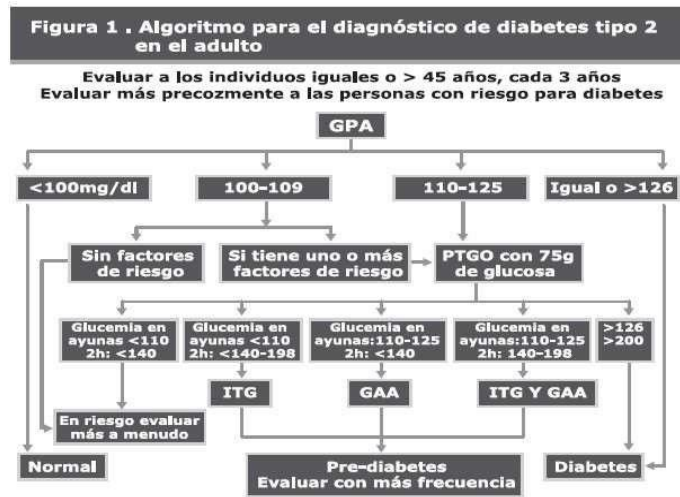 Figura 1 . Algoritmo para el diagnóstico de diabetes tipo 2
en el adulto
Evaluar a los individuos iguales o > 45 años, cada 3 años
Evaluar más precozmente a las personas con riesgo para diabetes
GPA
<100mg/dl
100-109
110-125
Igual o >126
Sin factores
de riesgo
Si tiene uno o más
factores de riesgo
PTGO con 75g
de glucosa
Glucemia en
ayunas <110
2h: <140
Glucemia en
ayunas <110
2h: <140-198
Glucemia en
ayunas:110-125
2h: <140
Glucemia en
ayunas:110-125
2h: 140-198
>126
>200
ITG
GAA
ITG Y GAA
En riesgo evaluar
más a menudo
Normal
Pre-diabetes
Evaluar con más frecuencia
Diabetes